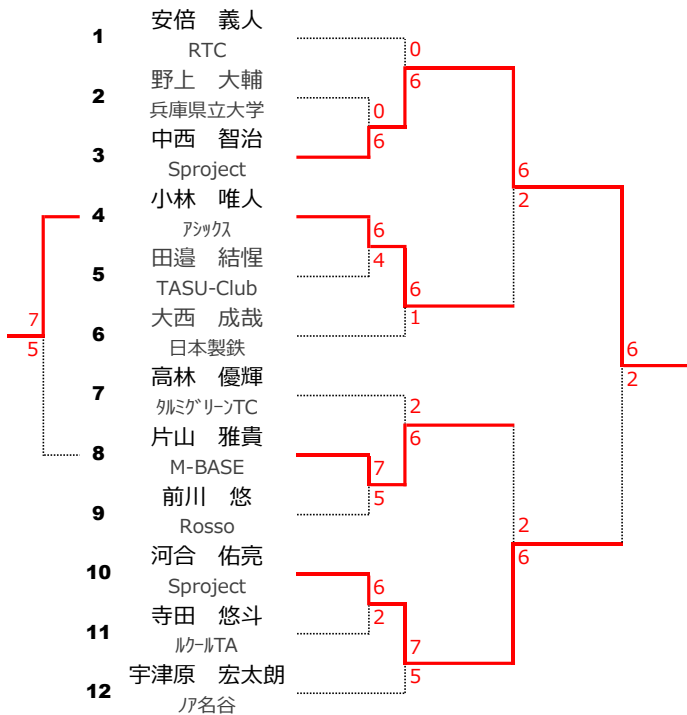 1
安倍　義人
RTC
2
野上　大輔
兵庫県立大学
3
中西　智治
Sproject
4
小林　唯人
ｱｼｯｸｽ
5
田邉　結惺
TASU-Club
6
大西　成哉
日本製鉄
7
高林　優輝
ﾀﾙﾐｸﾞﾘｰﾝTC
8
片山　雅貴
M-BASE
9
前川　悠
Rosso
10
河合　佑亮
Sproject
11
寺田　悠斗
ﾙｸｰﾙTA
12
宇津原　宏太朗
ﾉｱ名谷
7
5
0
6
6
4
7
5
6
2
0
6
6
1
2
6
7
5
6
2
2
6
6
2